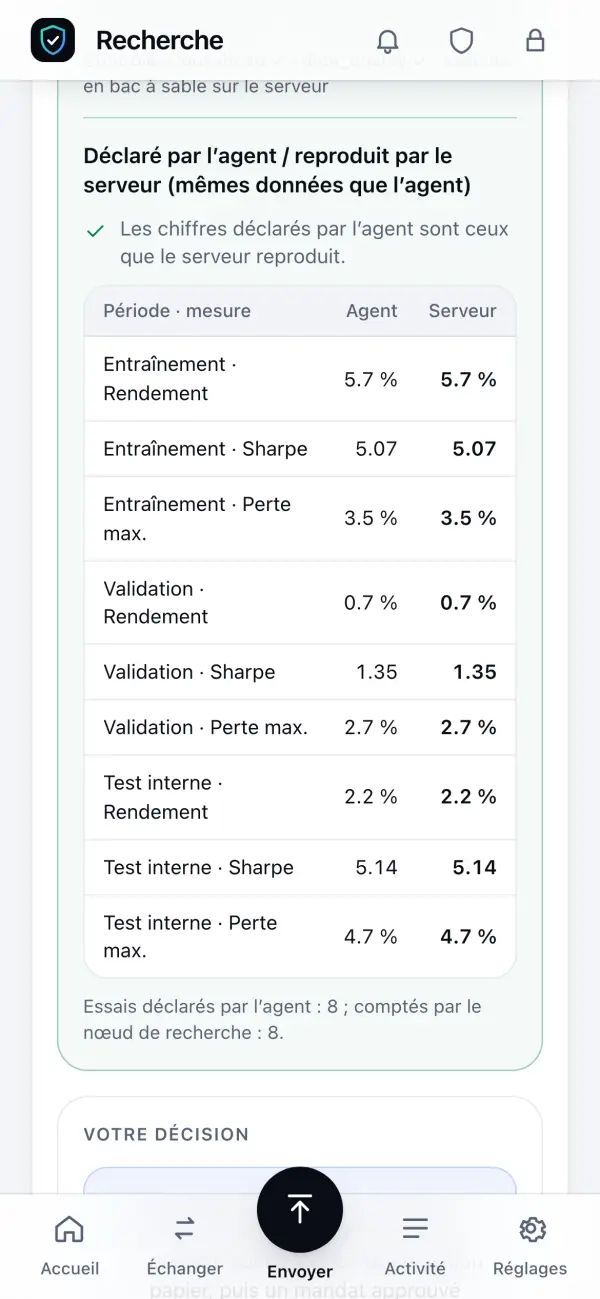 Recherche
en bac à sable sur le serveur
Déclaré par l’agent / reproduit par le
serveur (mêmes données que l’agent)
Les chiffres déclarés par l’agent sont ceux
que le serveur reproduit.
Période · mesure Agent Serveur
Entraînement ·
Rendement 5.7 % 5.7 %
Entraînement · Sharpe 5.07 5.07
Entraînement · Perte
max. 3.5 % 3.5 %
Validation ·
Rendement 0.7 % 0.7 %
Validation · Sharpe 1.35 1.35
Validation · Perte max. 2.7 % 2.7 %
Test interne ·
Rendement 2.2 % 2.2 %
Test interne · Sharpe 5.14 5.14
Test interne · Perte
max. 4.7 % 4.7 %
Essais déclarés par l’agent : 8 ; comptés par le
nœud de recherche : 8.
VOTRE DÉCISION
Accueil Échanger Envoyer Activité Réglages
papier, puis un mandat approuvé